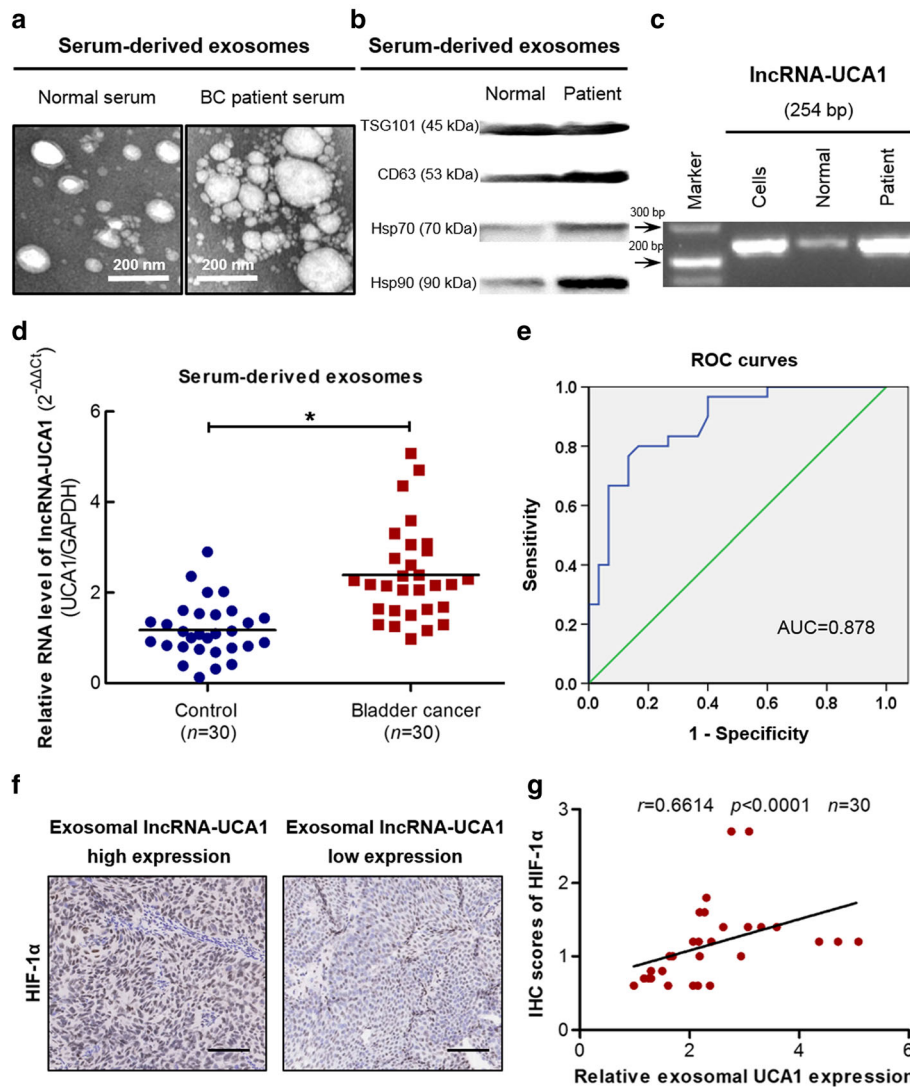 a
Serum-derived exosomes
Normal serum
BC patient serum
200 nm
200 nm
b
Serum-derived exosomes
Normal Patient
TSG101 (45 kDa)
CD63 (53 kDa)
Hsp70 (70 kDa)
Hsp90 (90 kDa)
c
lncRNA-UCA1
(254 bp)
Marker
Cells
Normal
Patient
300 bp
200 bp
d
Serum-derived exosomes
Relative RNA level of lncRNA-UCA1 (2^-ΔΔCt)
(UCA1/GAPDH)
6
4
2
0
*
Control
(n=30)
Bladder cancer
(n=30)
e
ROC curves
Sensitivity
1.0
0.8
0.6
0.4
0.2
0.0
AUC=0.878
0.0 0.2 0.4 0.6 0.8 1.0
1 - Specificity
f
Exosomal lncRNA-UCA1
high expression
Exosomal lncRNA-UCA1
low expression
HIF-1α
g
r=0.6614 p<0.0001 n=30
IHC scores of HIF-1α
3
2
1
0
0 2 4 6
Relative exosomal UCA1 expression